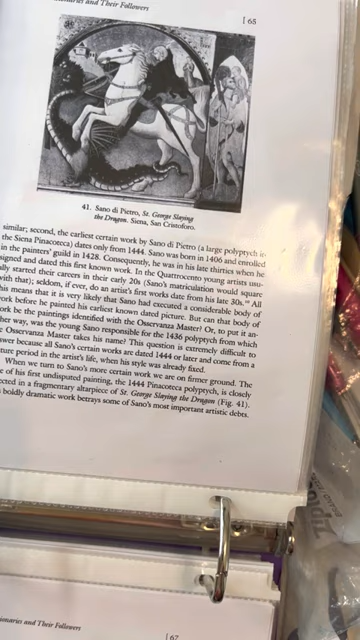 ionaries and Their Followers
[ 65
41. Sano di Pietro, St. George Slaying
the Dragon. Siena, San Cristoforo.
similar; second, the earliest certain work by Sano di Pietro (a large polyptych
the Siena Pinacoteca) dates only from 1444. Sano was born in 1406 and enrolled
in the painters' guild in 1428. Consequently, he was in his late thirties when he
signed and dated this first known work. In the Quattrocento young artists usu-
ally started their careers in their early 20s (Sano's matriculation would square
with that); seldom, if ever, do an artist's first works date from his late 30s. All
this means that it is very likely that Sano had executed a considerable body of
work before he painted his earliest known dated picture. But can that body of
work be the paintings identified with the Osservanza Master? Or, to put it an-
other way, was the young Sano responsible for the 1436 polyptych from which
Osservanza Master takes his name? This question is extremely difficult to
answer because all Sano's certain works are dated 1444 or later and come from a
ture period in the artist's life, when his style was already fixed.
When we turn to Sano's more certain work we are on firmer ground. The
e of his first undisputed painting, the 1444 Pinacoteca polyptych, is closely
ected in a fragmentary altarpiece of St. George Slaying the Dragon (Fig. 41).
boldly dramatic work betrays some of Sano's most important artistic debts.
Ziploc
sionaries and Their Followers
[ 67